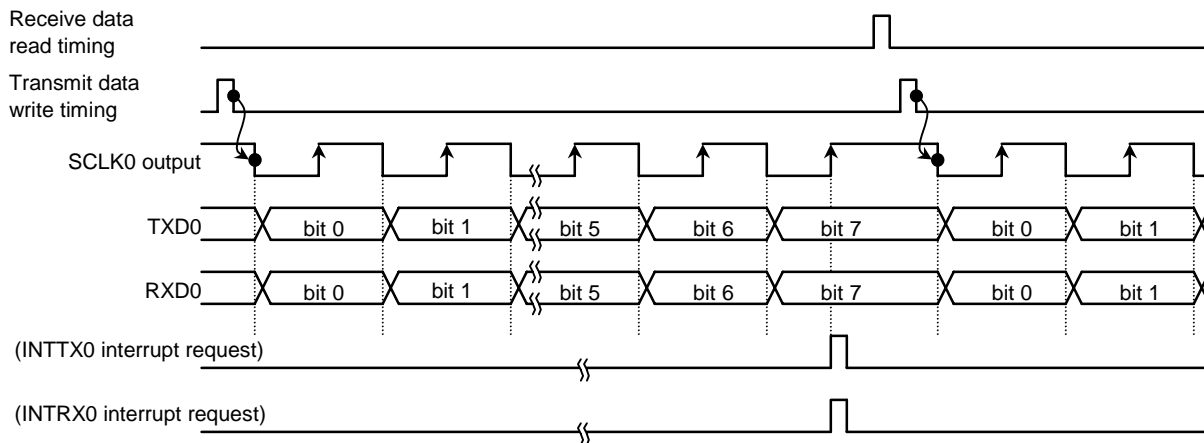 Receive data
read timing
Transmit data
write timing
SCLK0 output
TXD0
bit 0
bit 1
bit 5
bit 6
bit 7
bit 0
bit 1
RXD0
bit 0
bit 1
bit 5
bit 6
bit 7
bit 0
bit 1
(INTTX0 interrupt request)
(INTRX0 interrupt request)